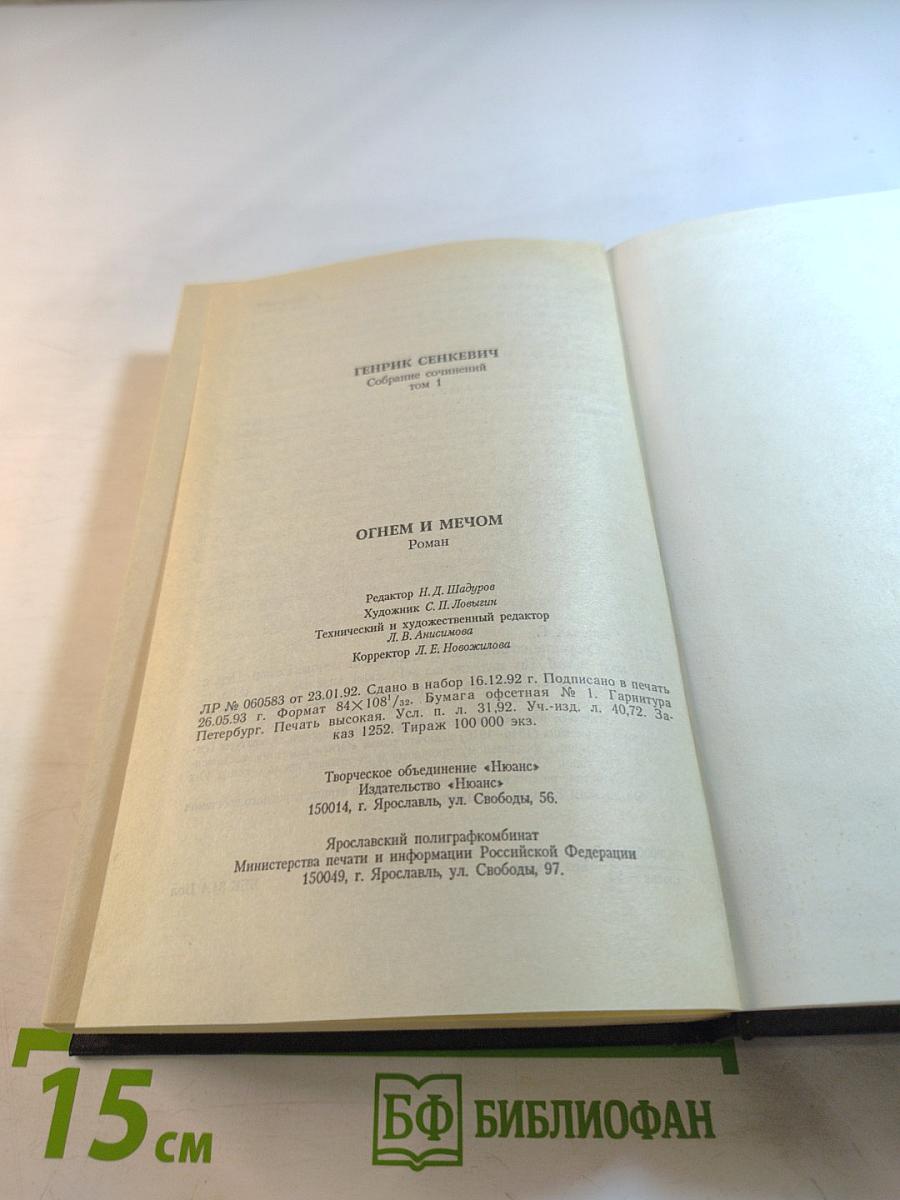 ГЕНРИК СЕНКЕВИЧ
Собрание сочинений
том 1
ОГНЕМ И МЕЧОМ
Роман
Редактор Н. Д. Шадуров
Художник С. П. Ловыгин
Технический и художественный редактор
Л. В. Анисимова
Корректор Л. Е. Новожилова
ЛР № 060583 от 23.01.92. Сдано в набор 16.12.92 г. Подписано в печать
26.05.93 г. Формат 84×108¹/₃₂. Бумага офсетная № 1. Гарнитура
Петербург. Печать высокая. Усл. п. л. 31,92. Уч.-изд. л. 40,72. За-
каз 1252. Тираж 100 000 экз.
Творческое объединение «Нюанс»
Издательство «Нюанс»
150014, г. Ярославль, ул. Свободы, 56.
Ярославский полиграфкомбинат
Министерства печати и информации Российской Федерации
150049, г. Ярославль, ул. Свободы, 97.
15 см
БФ БИБЛИОФАН